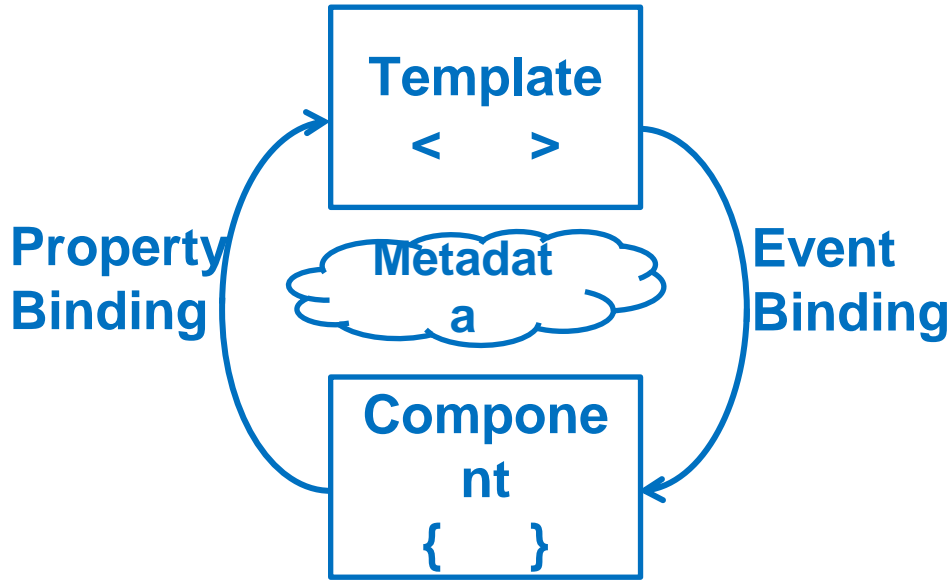 Template
< >
Property
Binding
Metadat
a
Event
Binding
Compone
nt
{ }